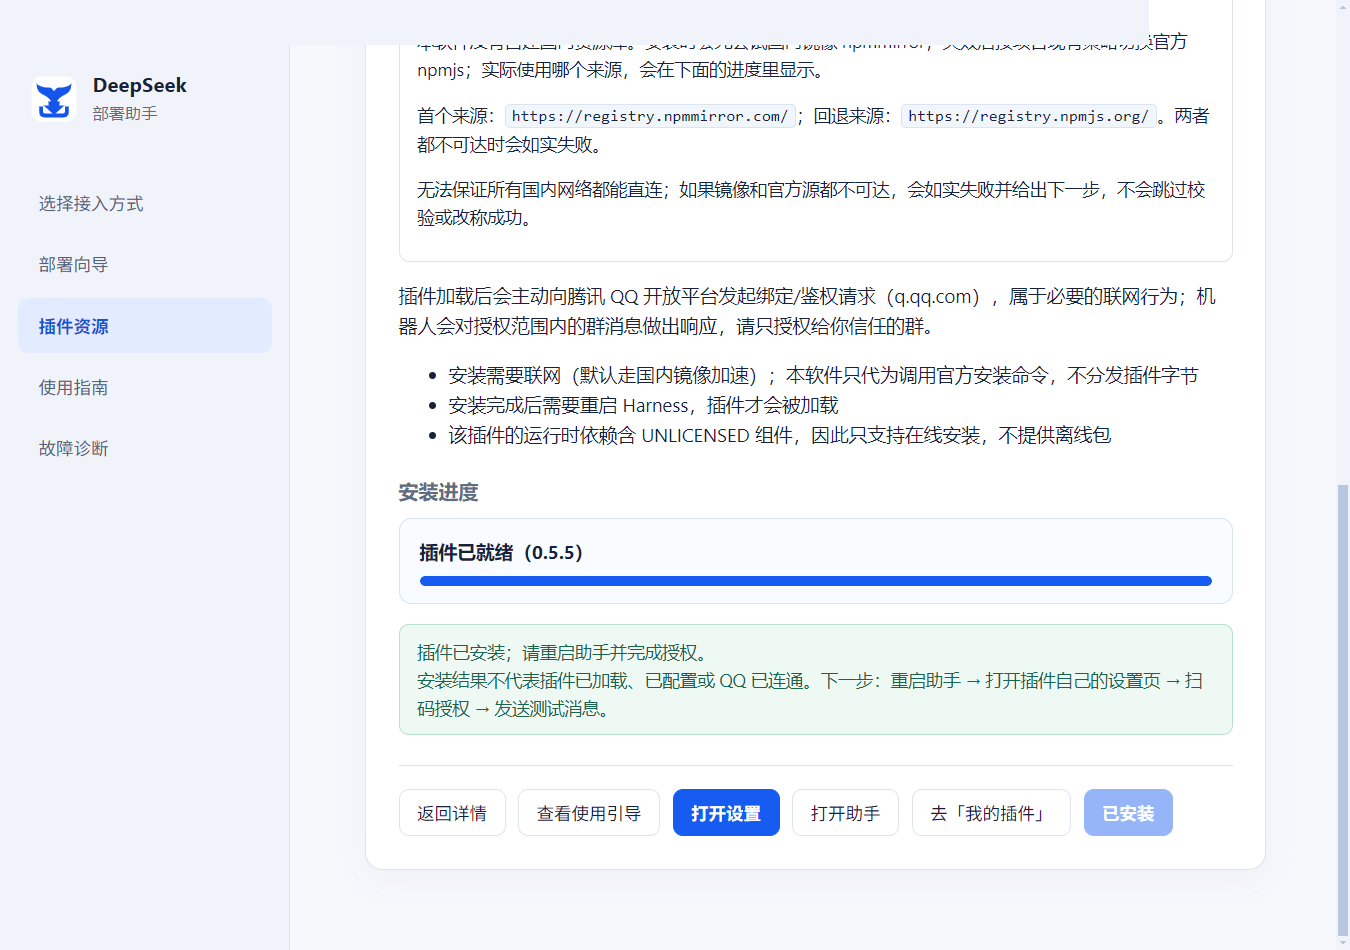 DeepSeek
部署助手
选择接入方式
部署向导
插件资源
使用指南
故障诊断
npmjs；实际使用哪个来源，会在下面的进度里显示。
首个来源：https://registry.npmmirror.com/；回退来源：https://registry.npmjs.org/。两者
都不可达时会如实失败。
无法保证所有国内网络都能直连；如果镜像和官方源都不可达，会如实失败并给出下一步，不会跳过校
验或改称成功。
插件加载后会主动向腾讯 QQ 开放平台发起绑定/鉴权请求（q.qq.com），属于必要的联网行为；机
器人会对授权范围内的群消息做出响应，请只授权给你信任的群。
• 安装需要联网（默认走国内镜像加速）；本软件只代为调用官方安装命令，不分发插件字节
• 安装完成后需要重启 Harness，插件才会被加载
• 该插件的运行时依赖含 UNLICENSED 组件，因此只支持在线安装，不提供离线包
安装进度
插件已就绪（0.5.5）
插件已安装；请重启助手并完成授权。
安装结果不代表插件已加载、已配置或 QQ 已连通。下一步：重启助手 → 打开插件自己的设置页 → 扫
码授权 → 发送测试消息。
返回详情
查看使用引导
打开设置
打开助手
去「我的插件」
已安装